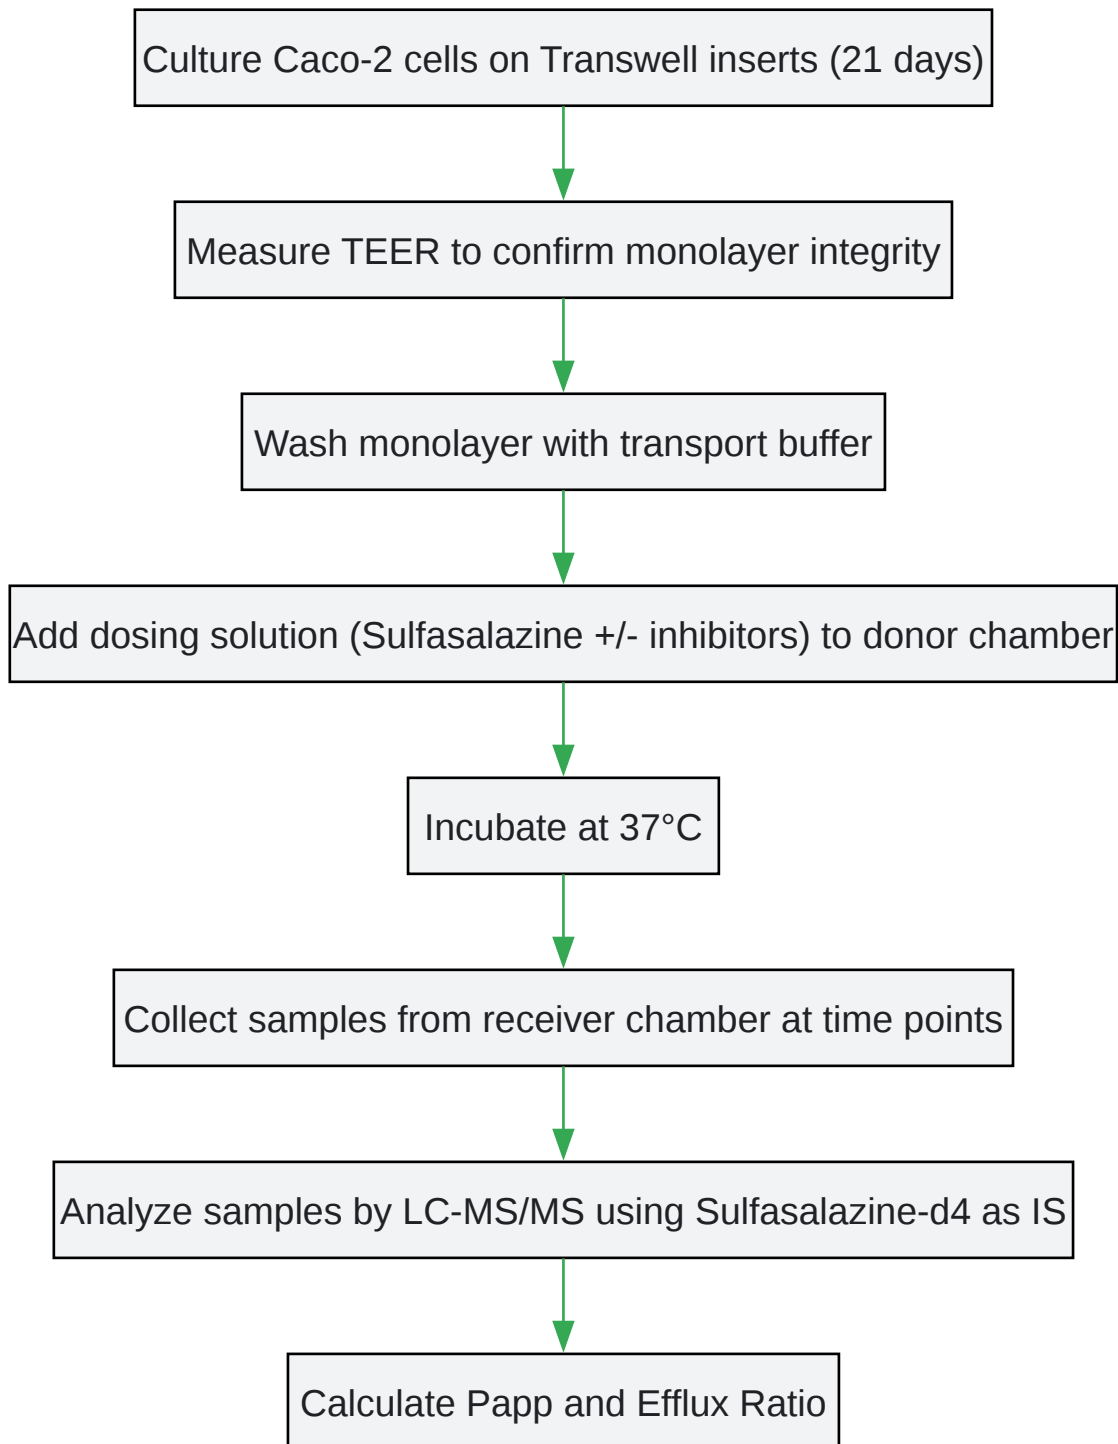 Culture Caco-2 cells on Transwell inserts (21 days)
Measure TEER to confirm monolayer integrity
Wash monolayer with transport buffer
Add dosing solution (Sulfasalazine +/- inhibitors) to donor chamber
Incubate at 37°C
Collect samples from receiver chamber at time points
Analyze samples by LC-MS/MS using Sulfasalazine-d4 as IS
Calculate Papp and Efflux Ratio